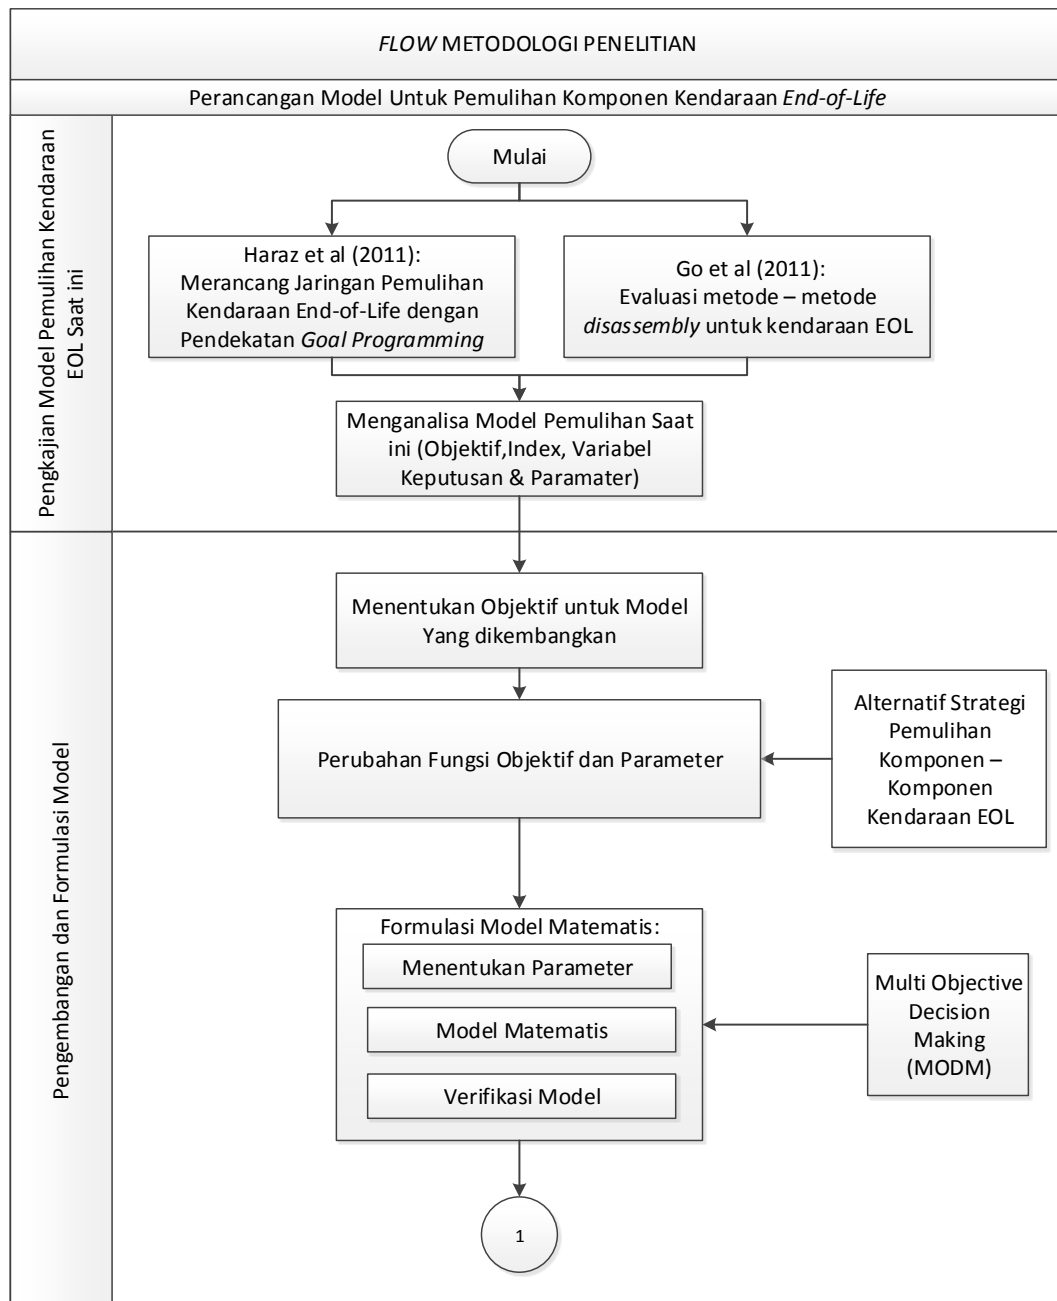 FLOW METODOLOGI PENELITIAN
Perancangan Model Untuk Pemulihan Komponen Kendaraan End-of-Life
Pengkajian Model Pemulihan Kendaraan
EOL Saat ini
Mulai
Haraz et al (2011):
Merancang Jaringan Pemulihan
Kendaraan End-of-Life dengan
Pendekatan Goal Programming
Go et al (2011):
Evaluasi metode – metode
disassembly untuk kendaraan EOL
Menganalisa Model Pemulihan Saat
ini (Objektif,Index, Variabel
Keputusan & Paramater)
Pengembangan dan Formulasi Model
Menentukan Objektif untuk Model
Yang dikembangkan
Perubahan Fungsi Objektif dan Parameter
Alternatif Strategi
Pemulihan
Komponen –
Komponen
Kendaraan EOL
Formulasi Model Matematis:
Menentukan Parameter
Model Matematis
Verifikasi Model
Multi Objective
Decision
Making
(MODM)
1